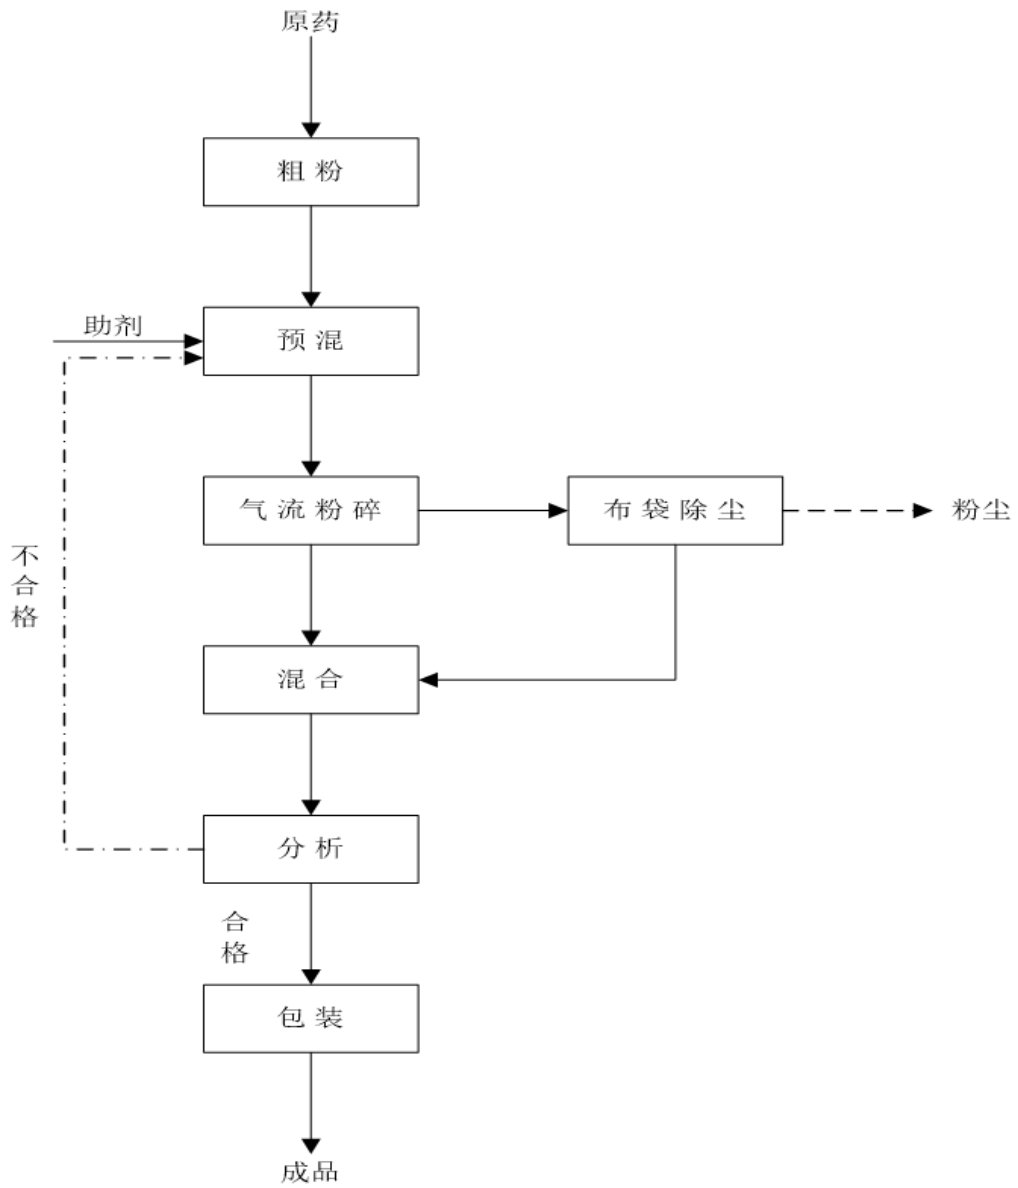 原药
粗粉
助剂
预混
气流粉碎
布袋除尘
粉尘
不
合
格
混合
分析
合
格
包装
成品